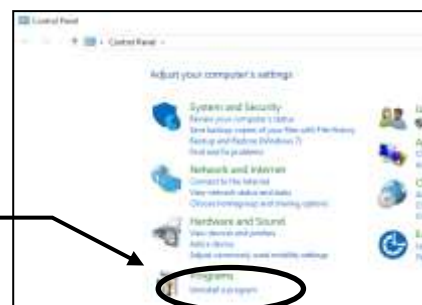 Control Panel
Control Panel
Adjust your computer's settings
System and Security
Review your computer's status
Save backup copies of your files with File History
Backup and Restore (Windows 7)
Find and fix problems
Network and Internet
Connect to the Internet
View network status and tasks
Choose homegroup and sharing options
Hardware and Sound
View devices and printers
Add a device
Adjust commonly used mobility settings
Programs
Uninstall a program